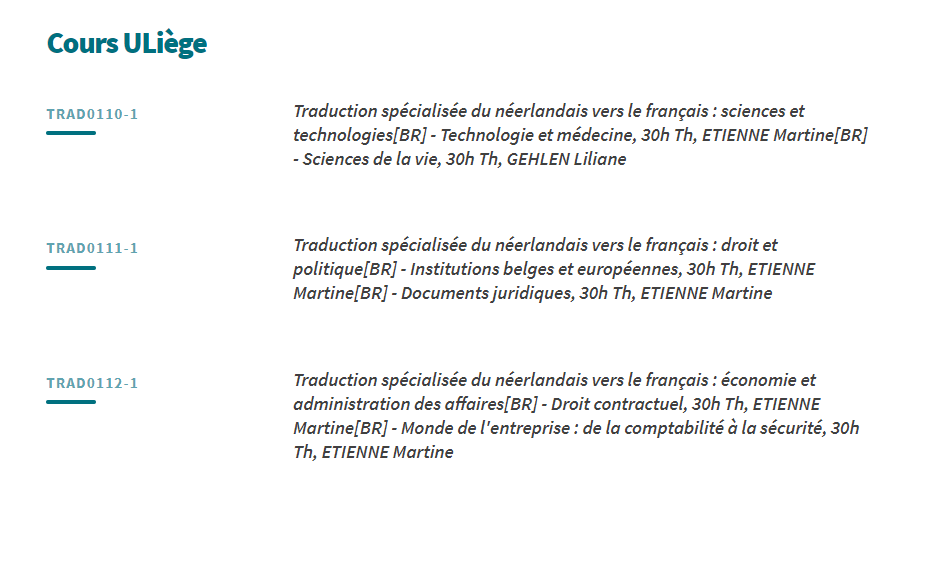 Cours ULiège
TRAD0110-1
Traduction spécialisée du néerlandais vers le français : sciences et
technologies[BR] - Technologie et médecine, 30h Th, ETIENNE Martine[BR]
- Sciences de la vie, 30h Th, GEHLEN Liliane
TRAD0111-1
Traduction spécialisée du néerlandais vers le français : droit et
politique[BR] - Institutions belges et européennes, 30h Th, ETIENNE
Martine[BR] - Documents juridiques, 30h Th, ETIENNE Martine
TRAD0112-1
Traduction spécialisée du néerlandais vers le français : économie et
administration des affaires[BR] - Droit contractuel, 30h Th, ETIENNE
Martine[BR] - Monde de l'entreprise : de la comptabilité à la sécurité, 30h
Th, ETIENNE Martine